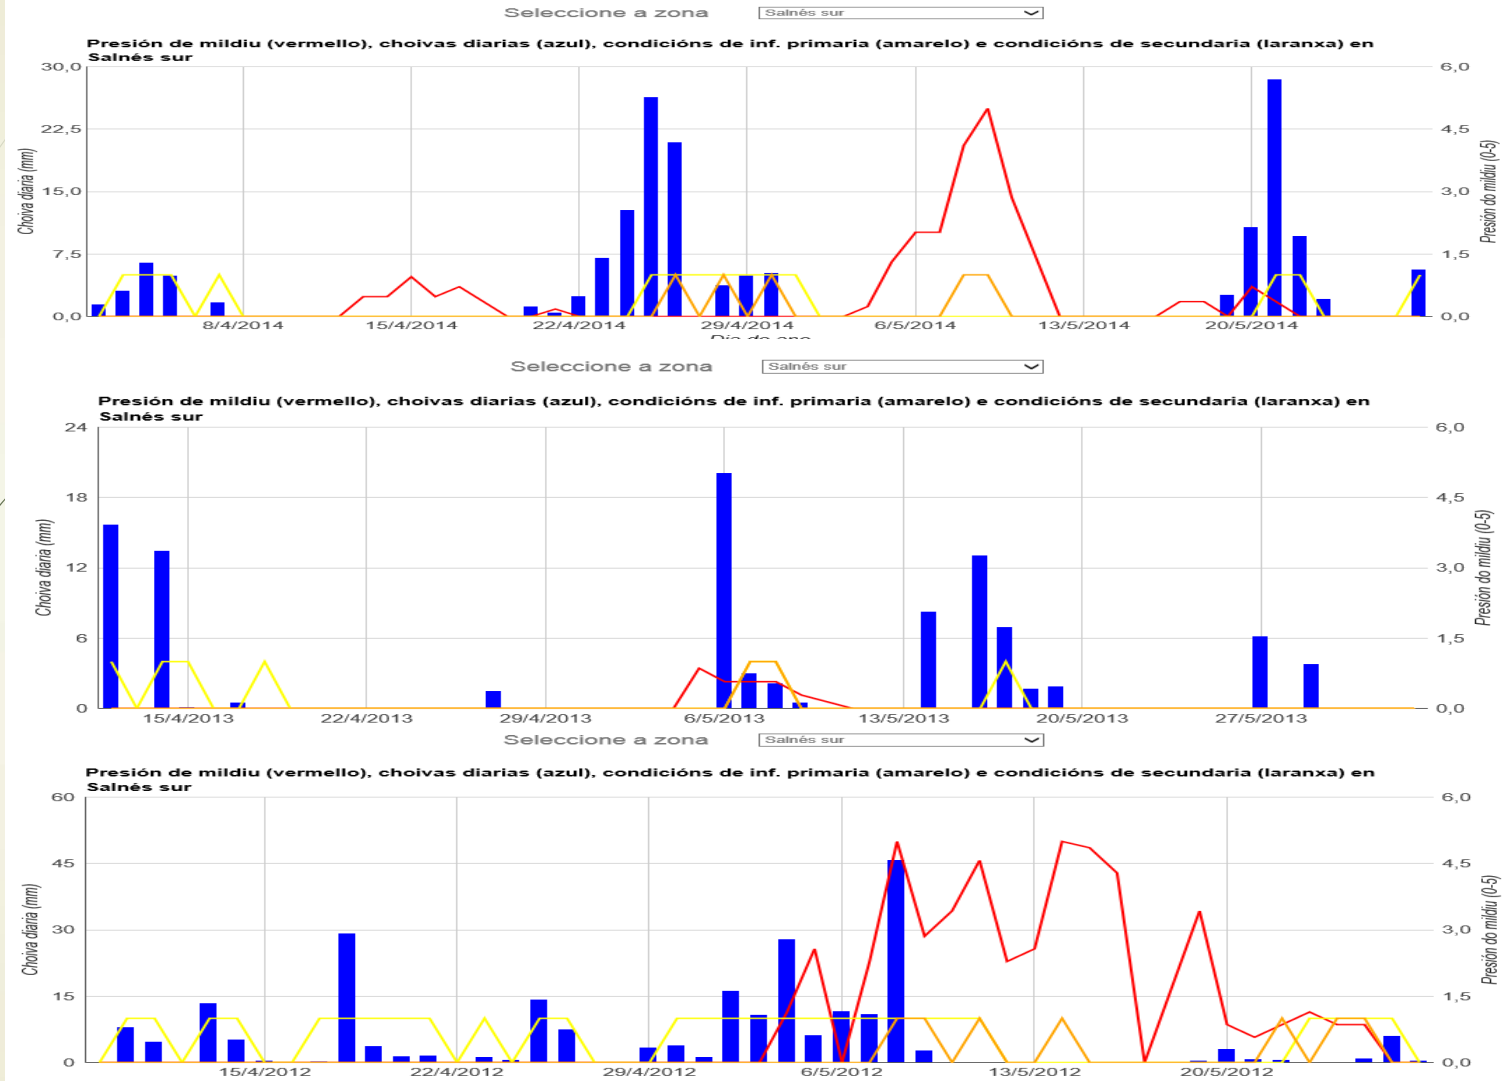 Seleccione a zona Salnés sur
Presión de mildiu (vermello), choivas diarias (azul), condicións de inf. primaria (amarelo) e condicións de secundaria (laranxa) en
Salnés sur
30,0 6,0
22,5 4,5
15,0 3,0
7,5 1,5
0,0 0,0
Choiva diaria (mm)
Presión do mildiu (0-5)
8/4/2014 15/4/2014 22/4/2014 29/4/2014 6/5/2014 13/5/2014 20/5/2014
Día do ano
Seleccione a zona Salnés sur
Presión de mildiu (vermello), choivas diarias (azul), condicións de inf. primaria (amarelo) e condicións de secundaria (laranxa) en
Salnés sur
24 6,0
18 4,5
12 3,0
6 1,5
0 0,0
Choiva diaria (mm)
Presión do mildiu (0-5)
15/4/2013 22/4/2013 29/4/2013 6/5/2013 13/5/2013 20/5/2013 27/5/2013
Seleccione a zona Salnés sur
Presión de mildiu (vermello), choivas diarias (azul), condicións de inf. primaria (amarelo) e condicións de secundaria (laranxa) en
Salnés sur
60 6,0
45 4,5
30 3,0
15 1,5
0 0,0
Choiva diaria (mm)
Presión do mildiu (0-5)
15/4/2012 22/4/2012 29/4/2012 6/5/2012 13/5/2012 20/5/2012